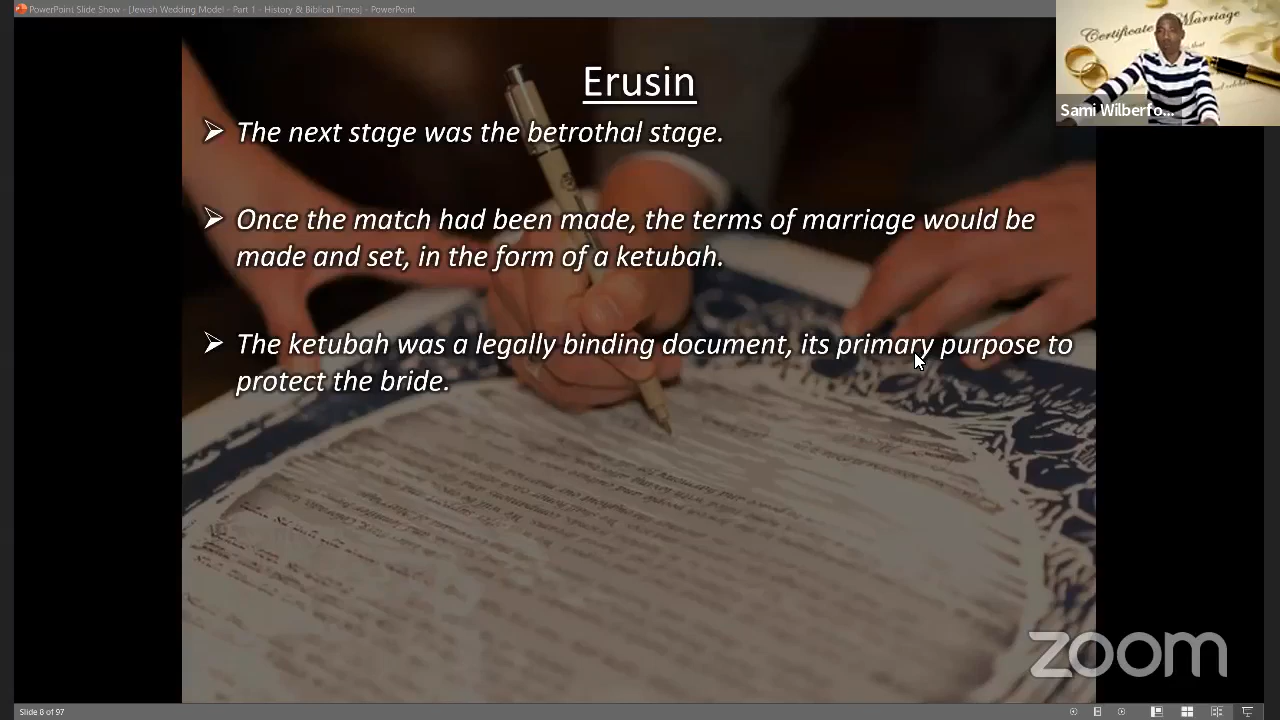 PowerPoint Slide Show - [Jewish Wedding Model - Part 1 - History & Biblical Times] - PowerPoint
Certificate of Marriage
Sami Wilberfo...
Erusin
➢ The next stage was the betrothal stage.
➢ Once the match had been made, the terms of marriage would be
made and set, in the form of a ketubah.
➢ The ketubah was a legally binding document, its primary purpose to
protect the bride.
zoom
Slide 8 of 97